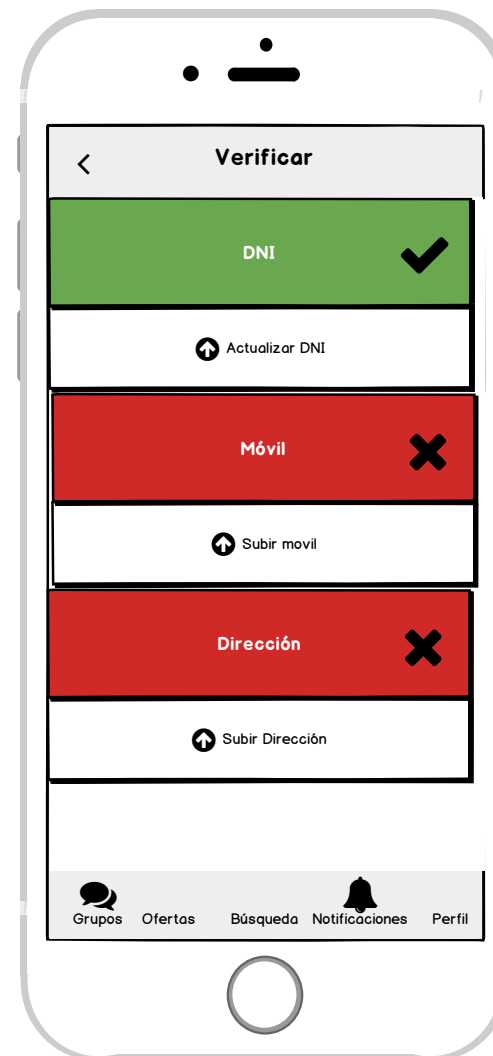 Verificar
DNI
Actualizar DNI
Móvil
Subir movil
Dirección
Subir Dirección
Grupos Ofertas Búsqueda Notificaciones Perfil